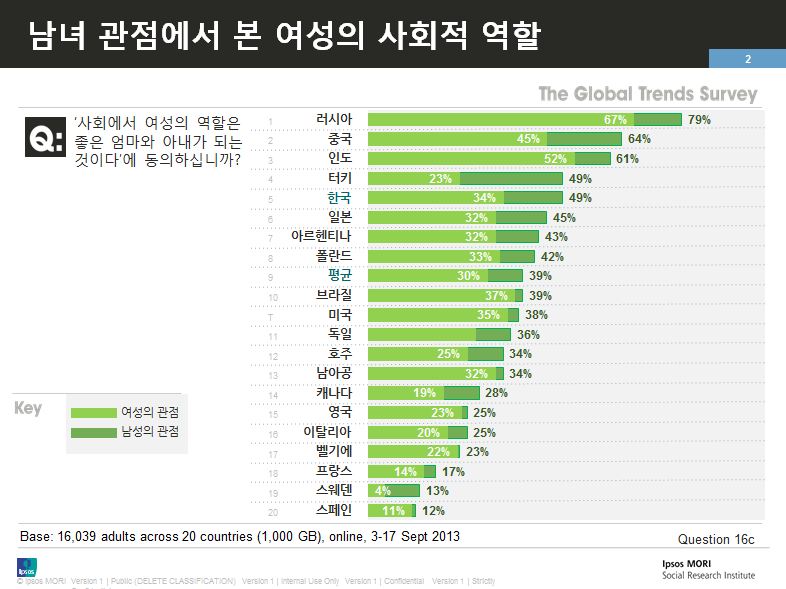 남녀 관점에서 본 여성의 사회적 역할
2
The Global Trends Survey
Q:
'사회에서 여성의 역할은
좋은 엄마와 아내가 되는
것이다'에 동의하십니까?
1 러시아 67% 79%
2 중국 45% 64%
3 인도 52% 61%
4 터키 23% 49%
5 한국 34% 49%
6 일본 32% 45%
7 아르헨티나 32% 43%
8 폴란드 33% 42%
9 평균 30% 39%
10 브라질 37% 39%
T 미국 35% 38%
11 독일 36%
12 호주 25% 34%
13 남아공 32% 34%
14 캐나다 19% 28%
15 영국 23% 25%
16 이탈리아 20% 25%
17 벨기에 22% 23%
18 프랑스 14% 17%
19 스웨덴 4% 13%
20 스페인 11% 12%
Key
여성의 관점
남성의 관점
Base: 16,039 adults across 20 countries (1,000 GB), online, 3-17 Sept 2013
Question 16c
Ipsos
© Ipsos MORI Version 1 | Public (DELETE CLASSIFICATION) Version 1 | Internal Use Only Version 1 | Confidential Version 1 | Strictly
Ipsos MORI
Social Research Institute